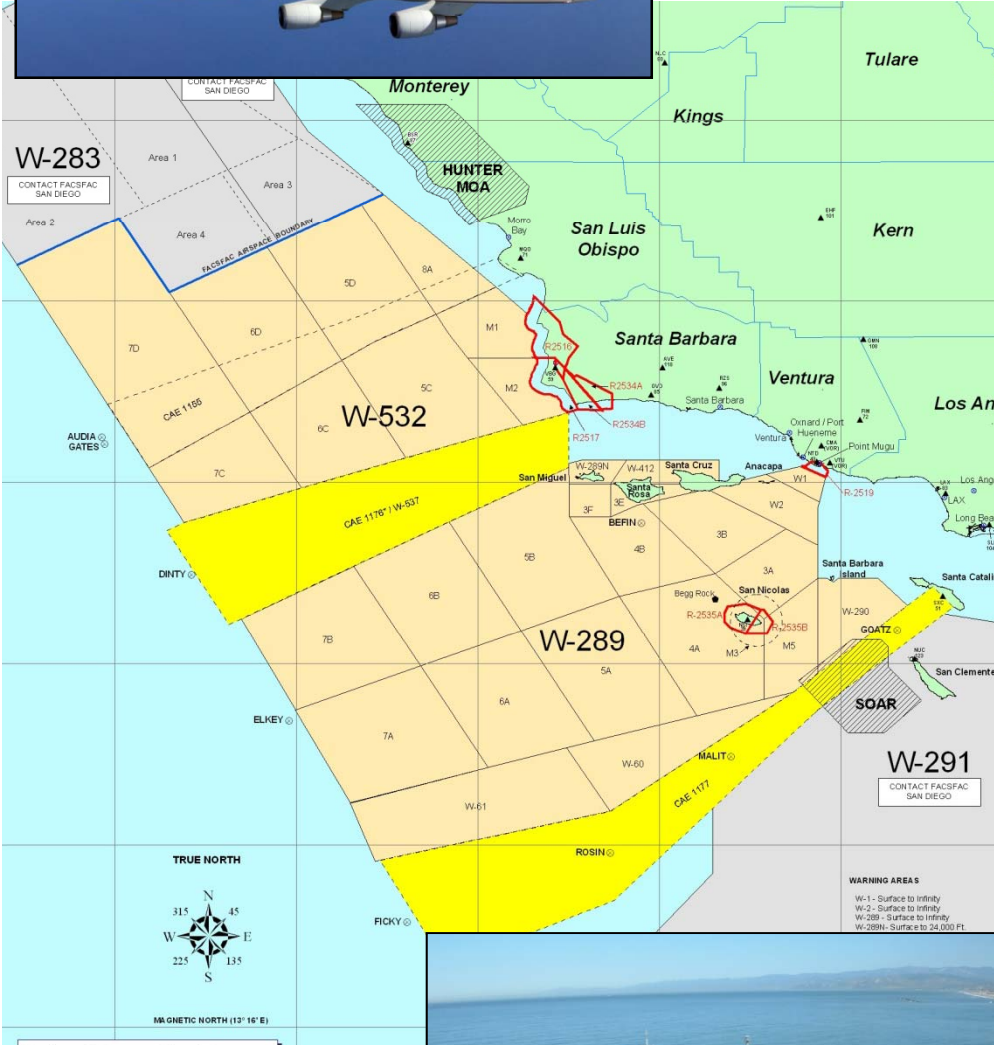 CONTACT FACSFAC
SAN DIEGO
Monterey
Tulare
Kings
W-283
CONTACT FACSFAC
SAN DIEGO
Area 1
Area 3
Area 2
Area 4
FACSFAC AIRSPACE BOUNDARY
HUNTER
MOA
Morro
Bay
San Luis
Obispo
Kern
5D
8A
6D
7D
M1
R2516
Santa Barbara
M2
R2534A
5C
CAE 1155
W-532
6C
Ventura
Santa Barbara
Los An
R2517
R2534B
AUDIA
GATES
7C
Oxnard / Port
Hueneme
Ventura
Point Mugu
W-289N
W-412
Santa Cruz
Anacapa
San Miguel
Santa
Rosa
W1
R-2519
LAX
Los Ang
LAX
Long Bea
CAE 1176* / W-537
3F
3E
BEFIN
W2
3B
DINTY
5B
4B
3A
Santa Barbara
Island
Santa Catali
6B
Begg Rock
San Nicolas
R-2535A
R-2535B
W-290
GOATZ
7B
W-289
4A
M3
M5
5A
San Clemente
SOAR
ELKEY
6A
7A
MALIT
W-291
CONTACT FACSFAC
SAN DIEGO
W-60
CAE 1177
W-61
ROSIN
TRUE NORTH
N
315
45
W
E
225
135
S
FICKY
MAGNETIC NORTH (13° 16' E)
WARNING AREAS
W-1 - Surface to Infinity
W-2 - Surface to Infinity
W-289 - Surface to Infinity
W-289N- Surface to 24,000 Ft.